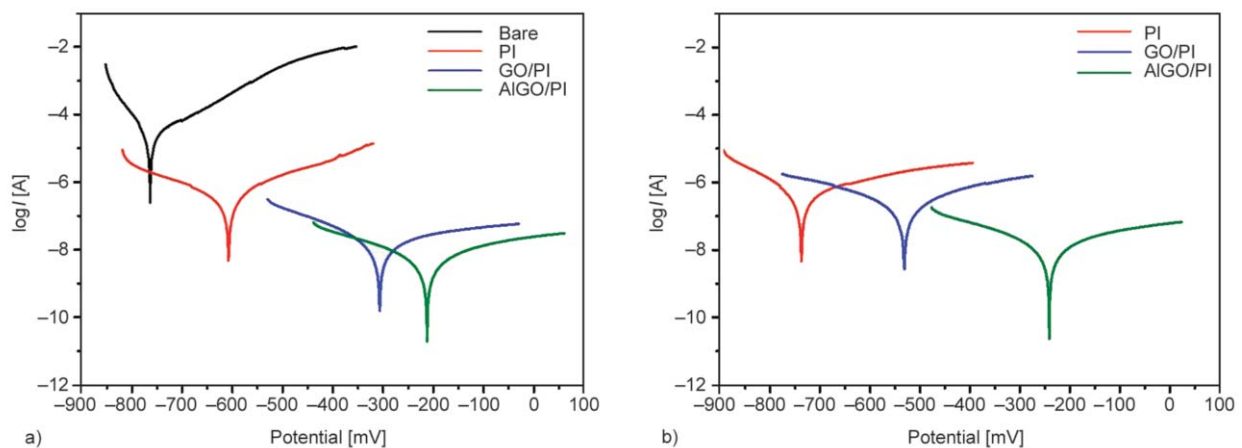 Bare
PI
GO/PI
AlGO/PI
–2
–4
–6
–8
–10
–12
logI [A]
–900 –800 –700 –600 –500 –400 –300 –200 –100 0 100
Potential [mV]
a)
PI
GO/PI
AlGO/PI
–2
–4
–6
–8
–10
–12
logI [A]
–900 –800 –700 –600 –500 –400 –300 –200 –100 0 100
Potential [mV]
b)